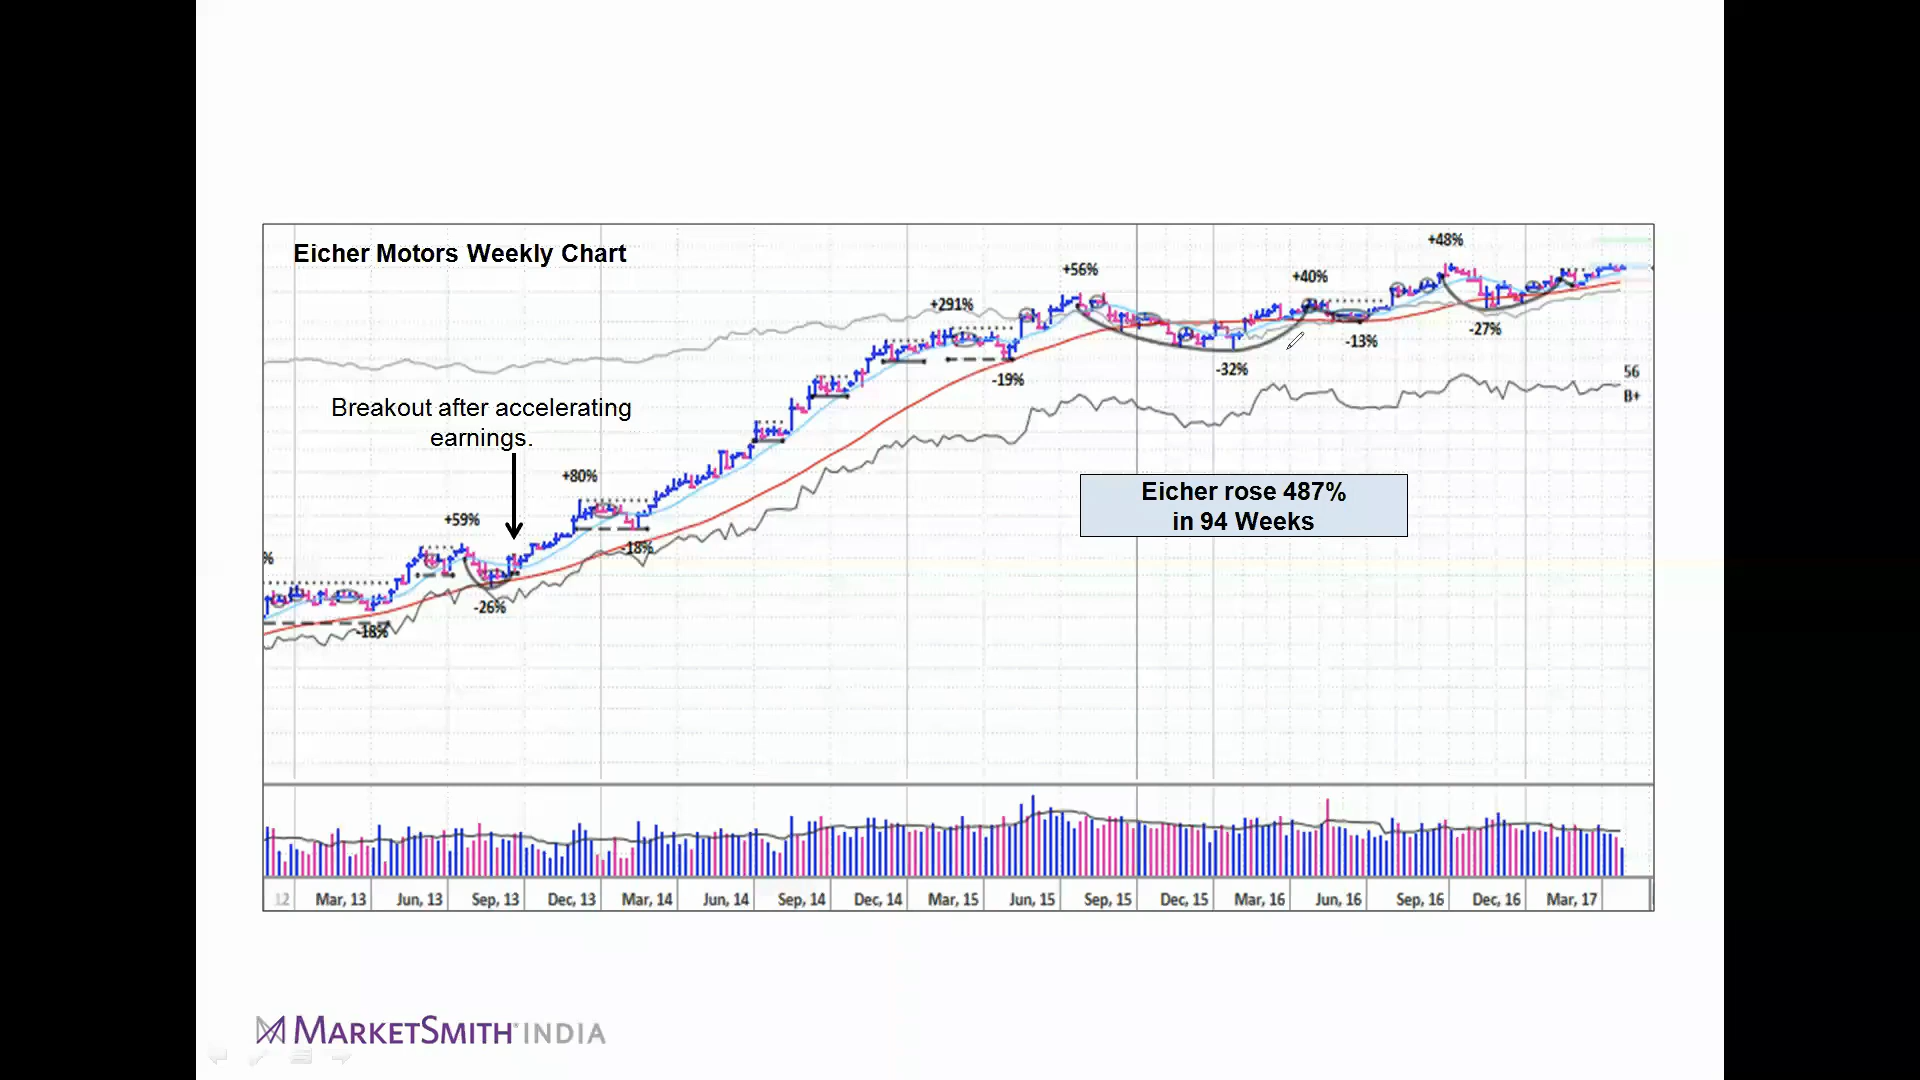 Eicher Motors Weekly Chart
+48%
+56%
+40%
+291%
-27%
-13%
-32%
-19%
56
B+
Breakout after accelerating
earnings.
+80%
Eicher rose 487%
in 94 Weeks
+59%
-18%
%
-26%
-18%
12 Mar, 13 Jun, 13 Sep, 13 Dec, 13 Mar, 14 Jun, 14 Sep, 14 Dec, 14 Mar, 15 Jun, 15 Sep, 15 Dec, 15 Mar, 16 Jun, 16 Sep, 16 Dec, 16 Mar, 17
MARKETSMITH INDIA